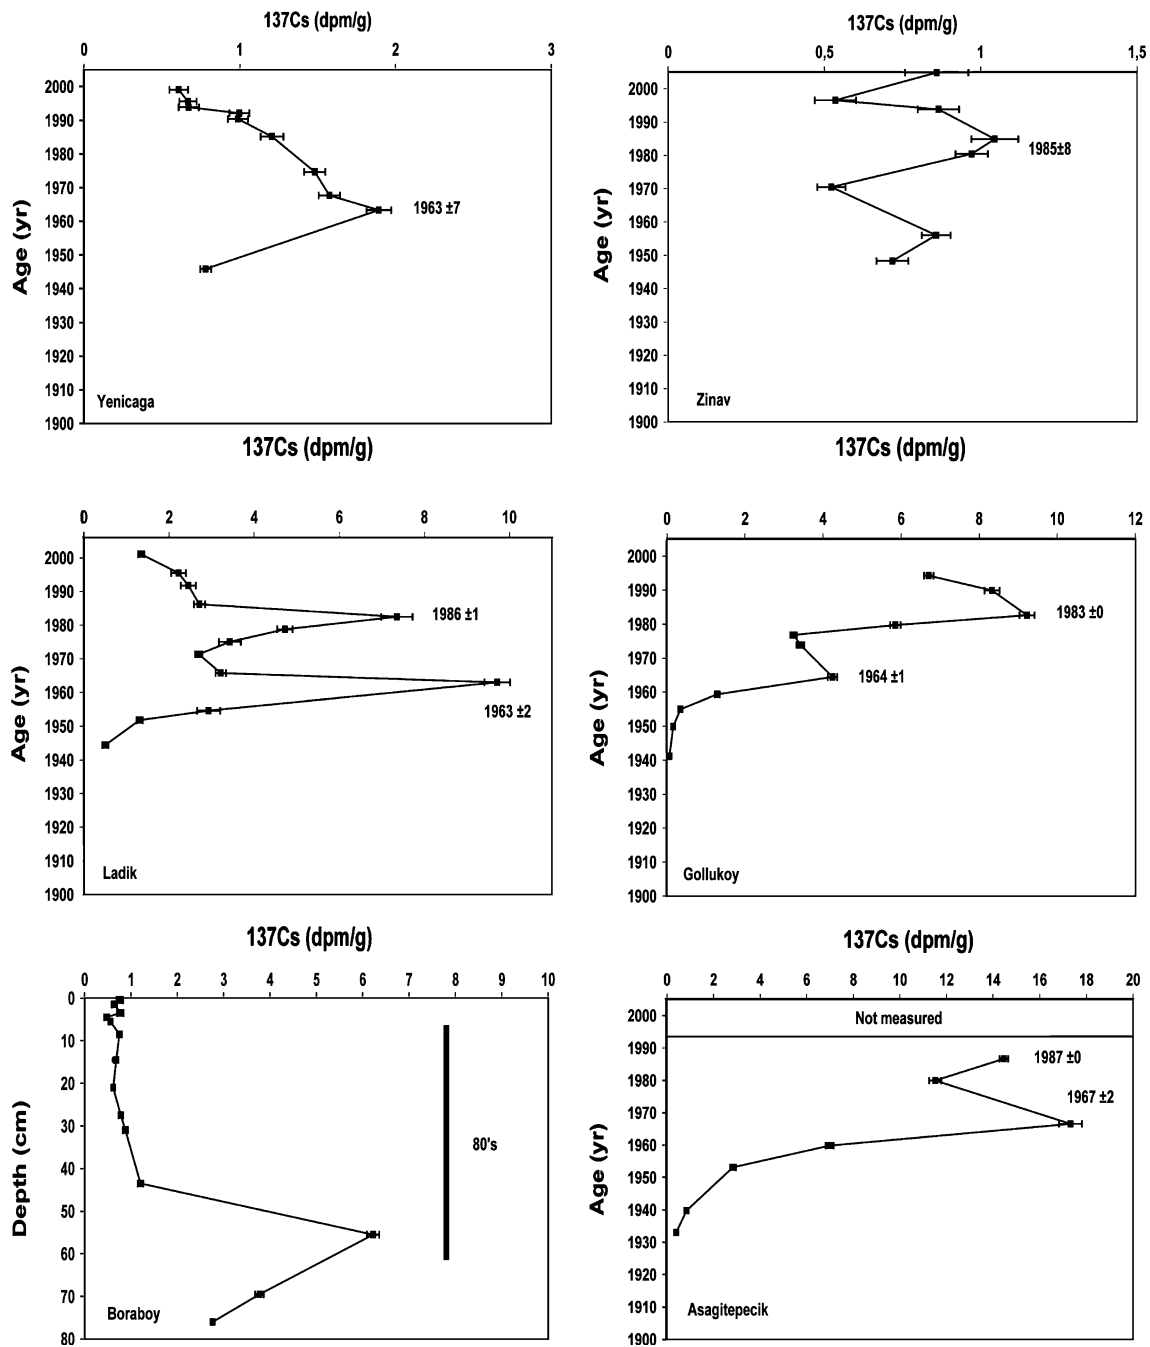 137Cs (dpm/g)
0 1 2 3
2000
1990
1980
1970
1960
1950
1940
1930
1920
1910
1900
Age (yr)
1963 ±7
Yenicaga
137Cs (dpm/g)
0 0,5 1 1,5
2000
1990
1980
1970
1960
1950
1940
1930
1920
1910
1900
Age (yr)
1985±8
Zinav
137Cs (dpm/g)
0 2 4 6 8 10
2000
1990
1980
1970
1960
1950
1940
1930
1920
1910
1900
Age (yr)
1986 ±1
1963 ±2
Ladik
137Cs (dpm/g)
0 2 4 6 8 10 12
2000
1990
1980
1970
1960
1950
1940
1930
1920
1910
1900
Age (yr)
1983 ±0
1964 ±1
Gollukoy
137Cs (dpm/g)
0 1 2 3 4 5 6 7 8 9 10
0
10
20
30
40
50
60
70
80
Depth (cm)
80's
Boraboy
137Cs (dpm/g)
0 2 4 6 8 10 12 14 16 18 20
2000
1990
1980
1970
1960
1950
1940
1930
1920
1910
1900
Age (yr)
Not measured
1987 ±0
1967 ±2
Asagitepecik